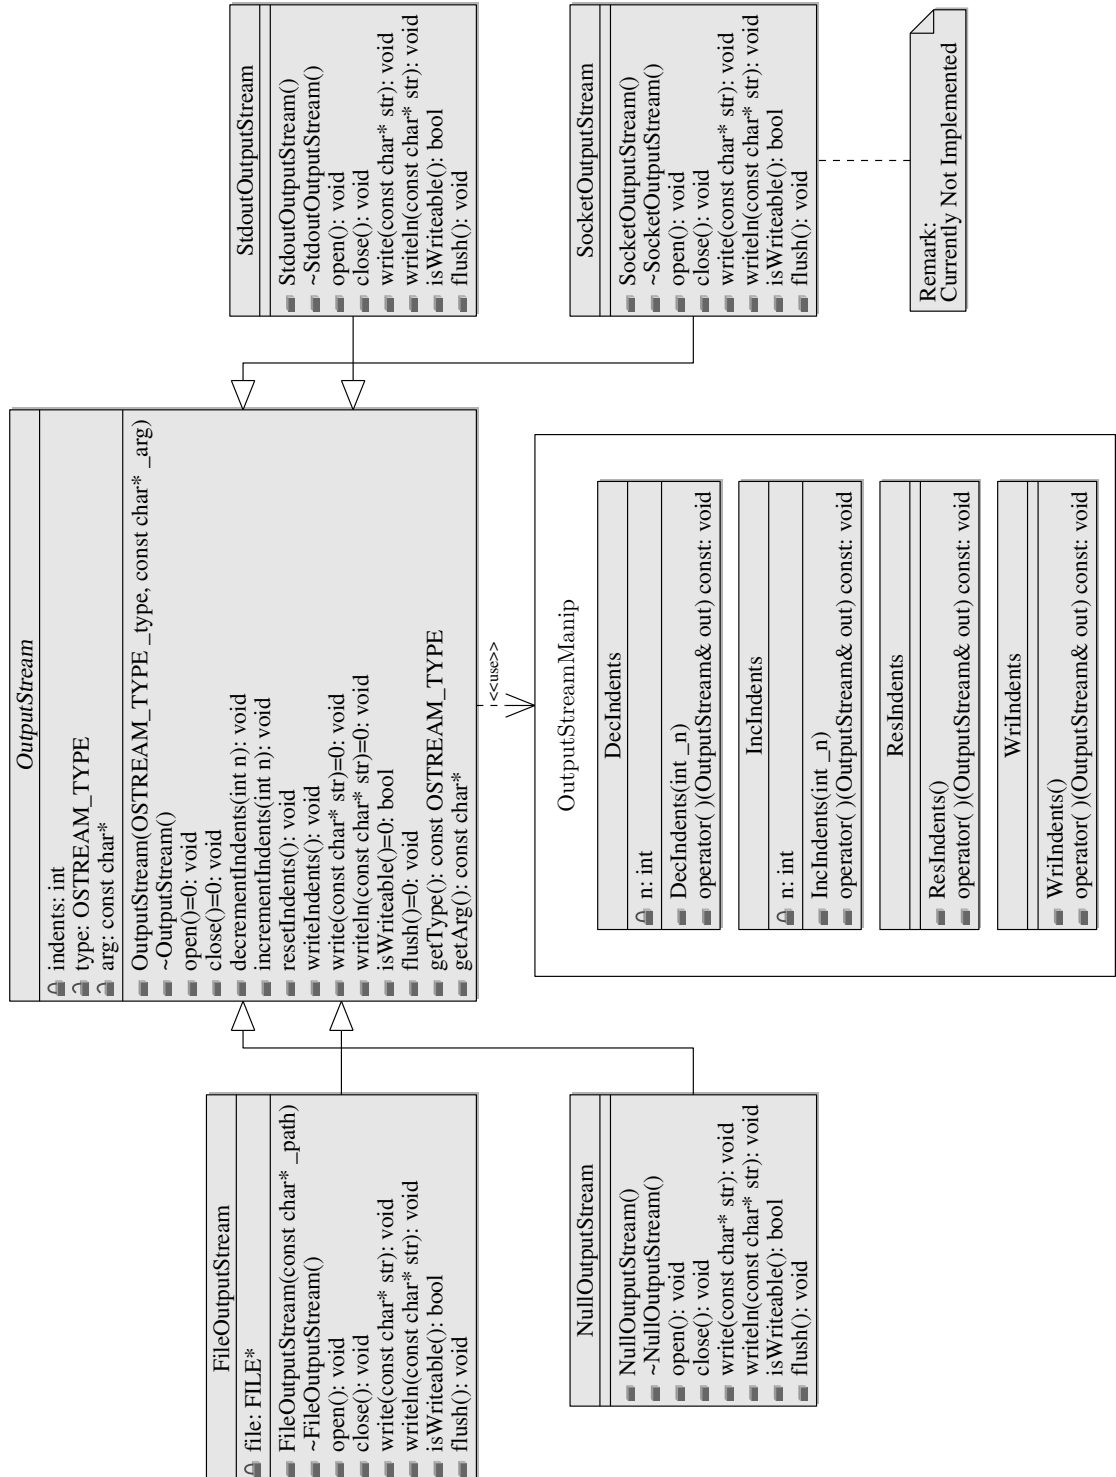 FileOutputStream
file: FILE*
FileOutputStream(const char* _path)
~FileOutputStream()
open(): void
close(): void
write(const char* str): void
writeln(const char* str): void
isWriteable(): bool
flush(): void
NullOutputStream
NullOutputStream()
~NullOutputStream()
open(): void
close(): void
write(const char* str): void
writeln(const char* str): void
isWriteable(): bool
flush(): void
OutputStream
indents: int
type: OSTREAM_TYPE
arg: const char*
OutputStream(OSTREAM_TYPE _type, const char* _arg)
~OutputStream()
open()=0: void
close()=0: void
decrementIndents(int n): void
incrementIndents(int n): void
resetIndents(): void
writeIndents(): void
write(const char* str)=0: void
writeln(const char* str)=0: void
isWriteable()=0: bool
flush()=0: void
getType(): const OSTREAM_TYPE
getArg(): const char*
<<use>>
OutputStreamManip
DecIndents
n: int
DecIndents(int _n)
operator( )(OutputStream& out) const: void
IncIndents
n: int
IncIndents(int _n)
operator( )(OutputStream& out) const: void
ResIndents
ResIndents()
operator( )(OutputStream& out) const: void
WriIndents
WriIndents()
operator( )(OutputStream& out) const: void
StdoutOutputStream
StdoutOutputStream()
~StdoutOutputStream()
open(): void
close(): void
write(const char* str): void
writeln(const char* str): void
isWriteable(): bool
flush(): void
SocketOutputStream
SocketOutputStream()
~SocketOutputStream()
open(): void
close(): void
write(const char* str): void
writeln(const char* str): void
isWriteable(): bool
flush(): void
Remark:
Currently Not Implemented